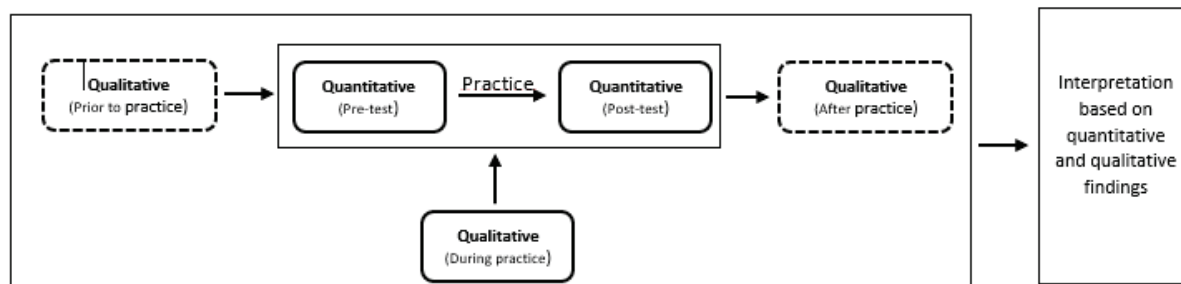 Qualitative
(Prior to practice)
Quantitative
(Pre-test)
Practice
Quantitative
(Post-test)
Qualitative
(After practice)
Qualitative
(During practice)
Interpretation
based on
quantitative
and qualitative
findings